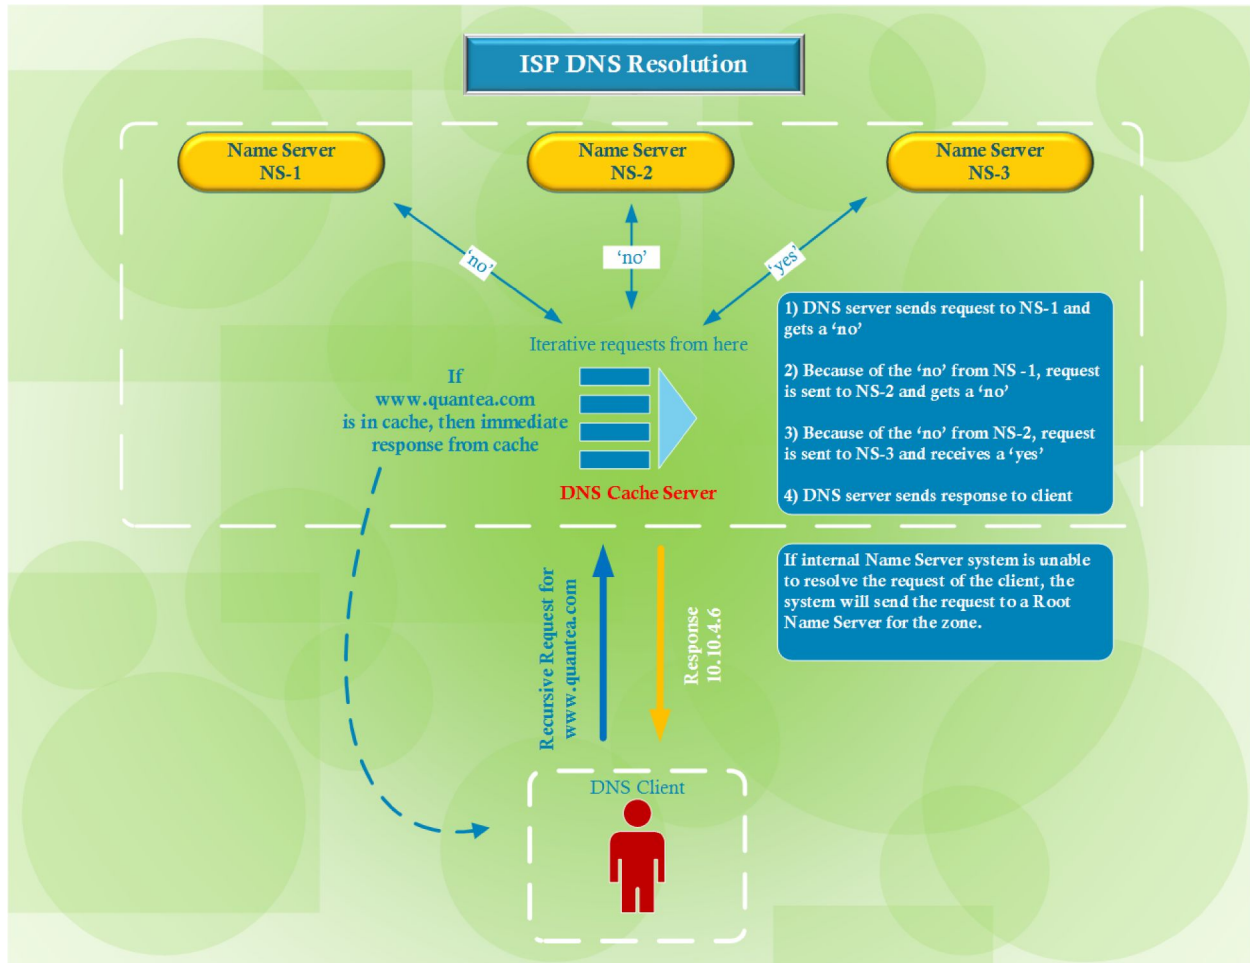 ISP DNS Resolution
Name Server
NS-1
Name Server
NS-2
Name Server
NS-3
‘no’
‘no’
‘yes’
Iterative requests from here
If
www.quantea.com
is in cache, then immediate
response from cache
DNS Cache Server
1) DNS server sends request to NS-1 and
gets a ‘no’
2) Because of the ‘no’ from NS -1, request
is sent to NS-2 and gets a ‘no’
3) Because of the ‘no’ from NS-2, request
is sent to NS-3 and receives a ‘yes’
4) DNS server sends response to client
If internal Name Server system is unable
to resolve the request of the client, the
system will send the request to a Root
Name Server for the zone.
Recursive Request for
www.quantea.com
Response
10.10.4.6
DNS Client